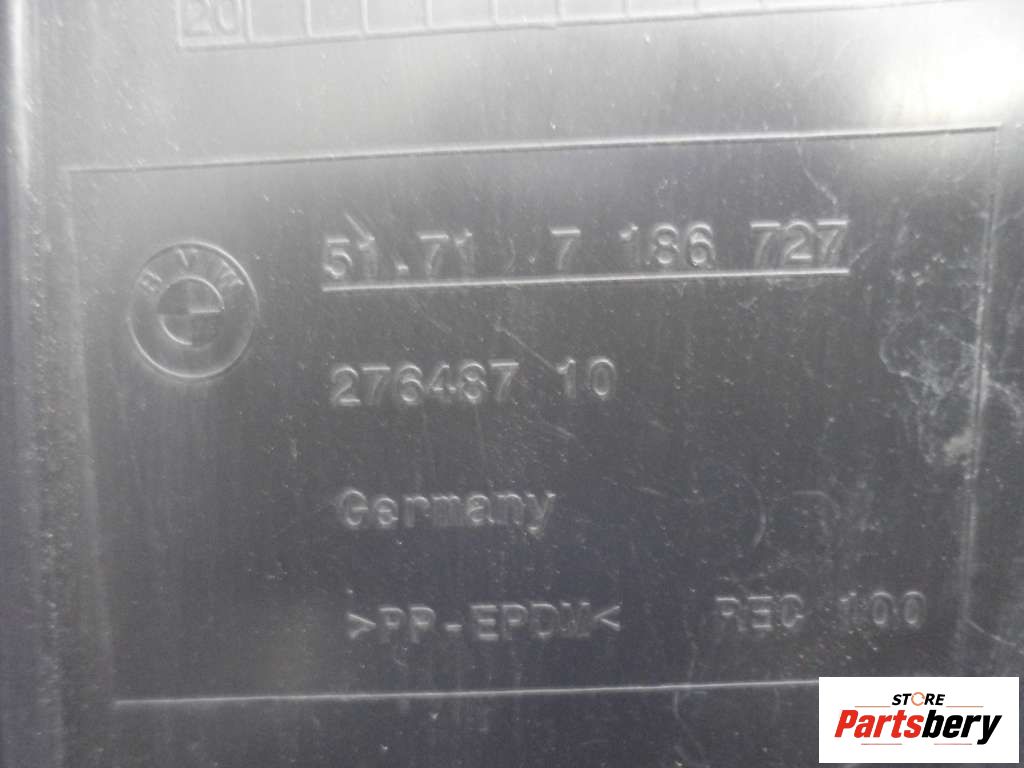 20
BMW
51.71 7 186 727
276487 10
Germany
>PP-EPDM<
REC 100
STORE
Partsbery